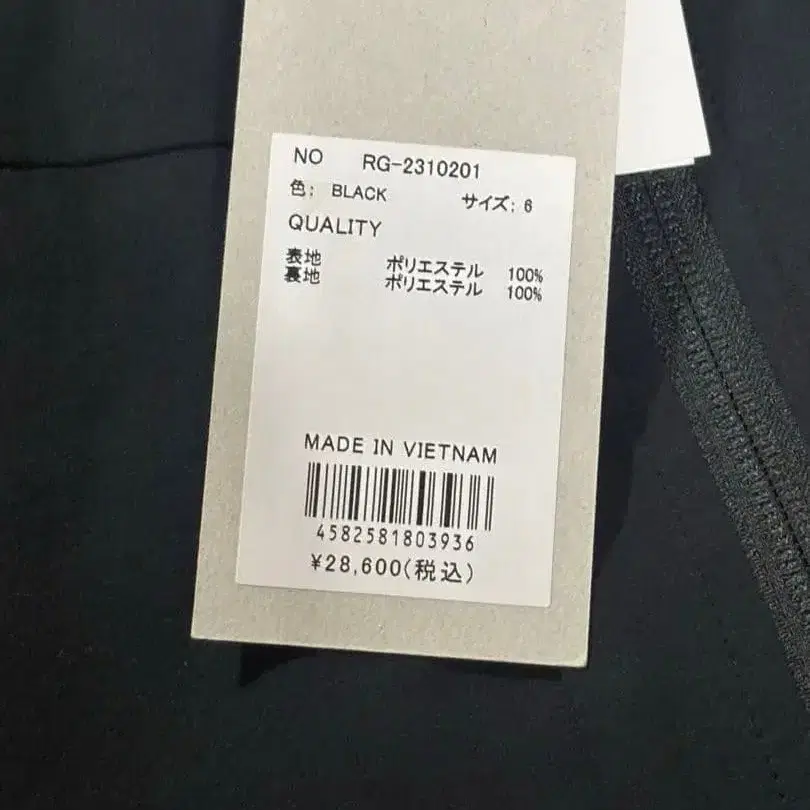 NO RG-2310201
色; BLACK サイズ; 6
QUALITY
表地 ポリエステル 100%
裏地 ポリエステル 100%
MADE IN VIETNAM
4582581803936
¥28,600(税込)